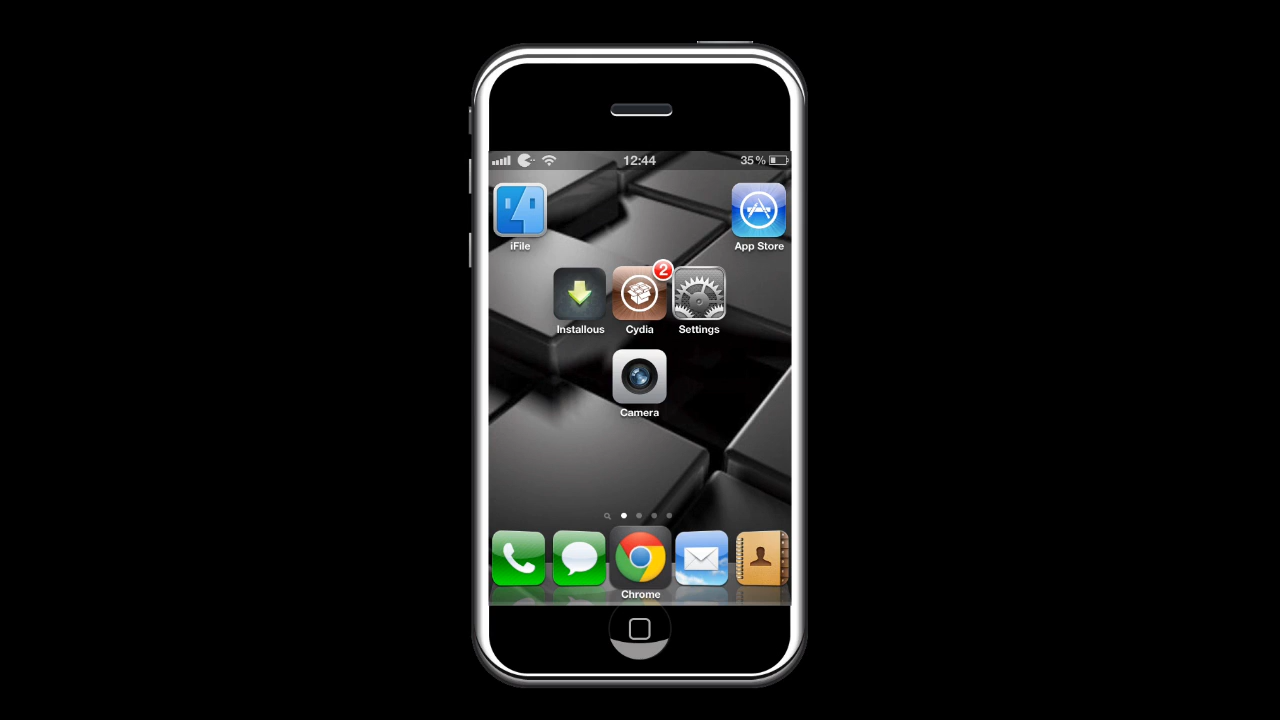 12:44
35%
iFile
App Store
2
Installous
Cydia
Settings
Camera
Chrome